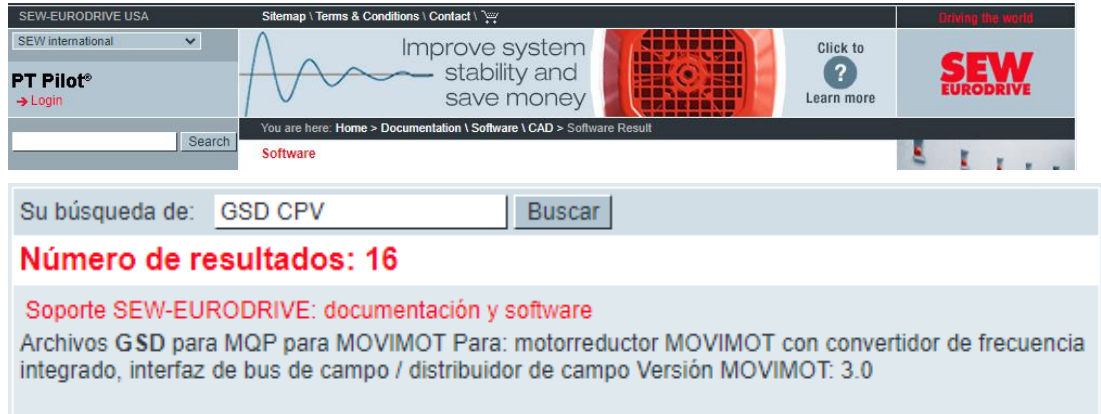 SEW-EURODRIVE USA
Sitemap \ Terms & Conditions \ Contact \
Driving the world
SEW international
PT Pilot®
Login
Improve system
stability and
save money
Click to
?
Learn more
SEW
EURODRIVE
Search
You are here: Home > Documentation \ Software \ CAD > Software Result
Software
Su búsqueda de: GSD CPV Buscar
Número de resultados: 16
Soporte SEW-EURODRIVE: documentación y software
Archivos GSD para MQP para MOVIMOT Para: motorreductor MOVIMOT con convertidor de frecuencia
integrado, interfaz de bus de campo / distribuidor de campo Versión MOVIMOT: 3.0